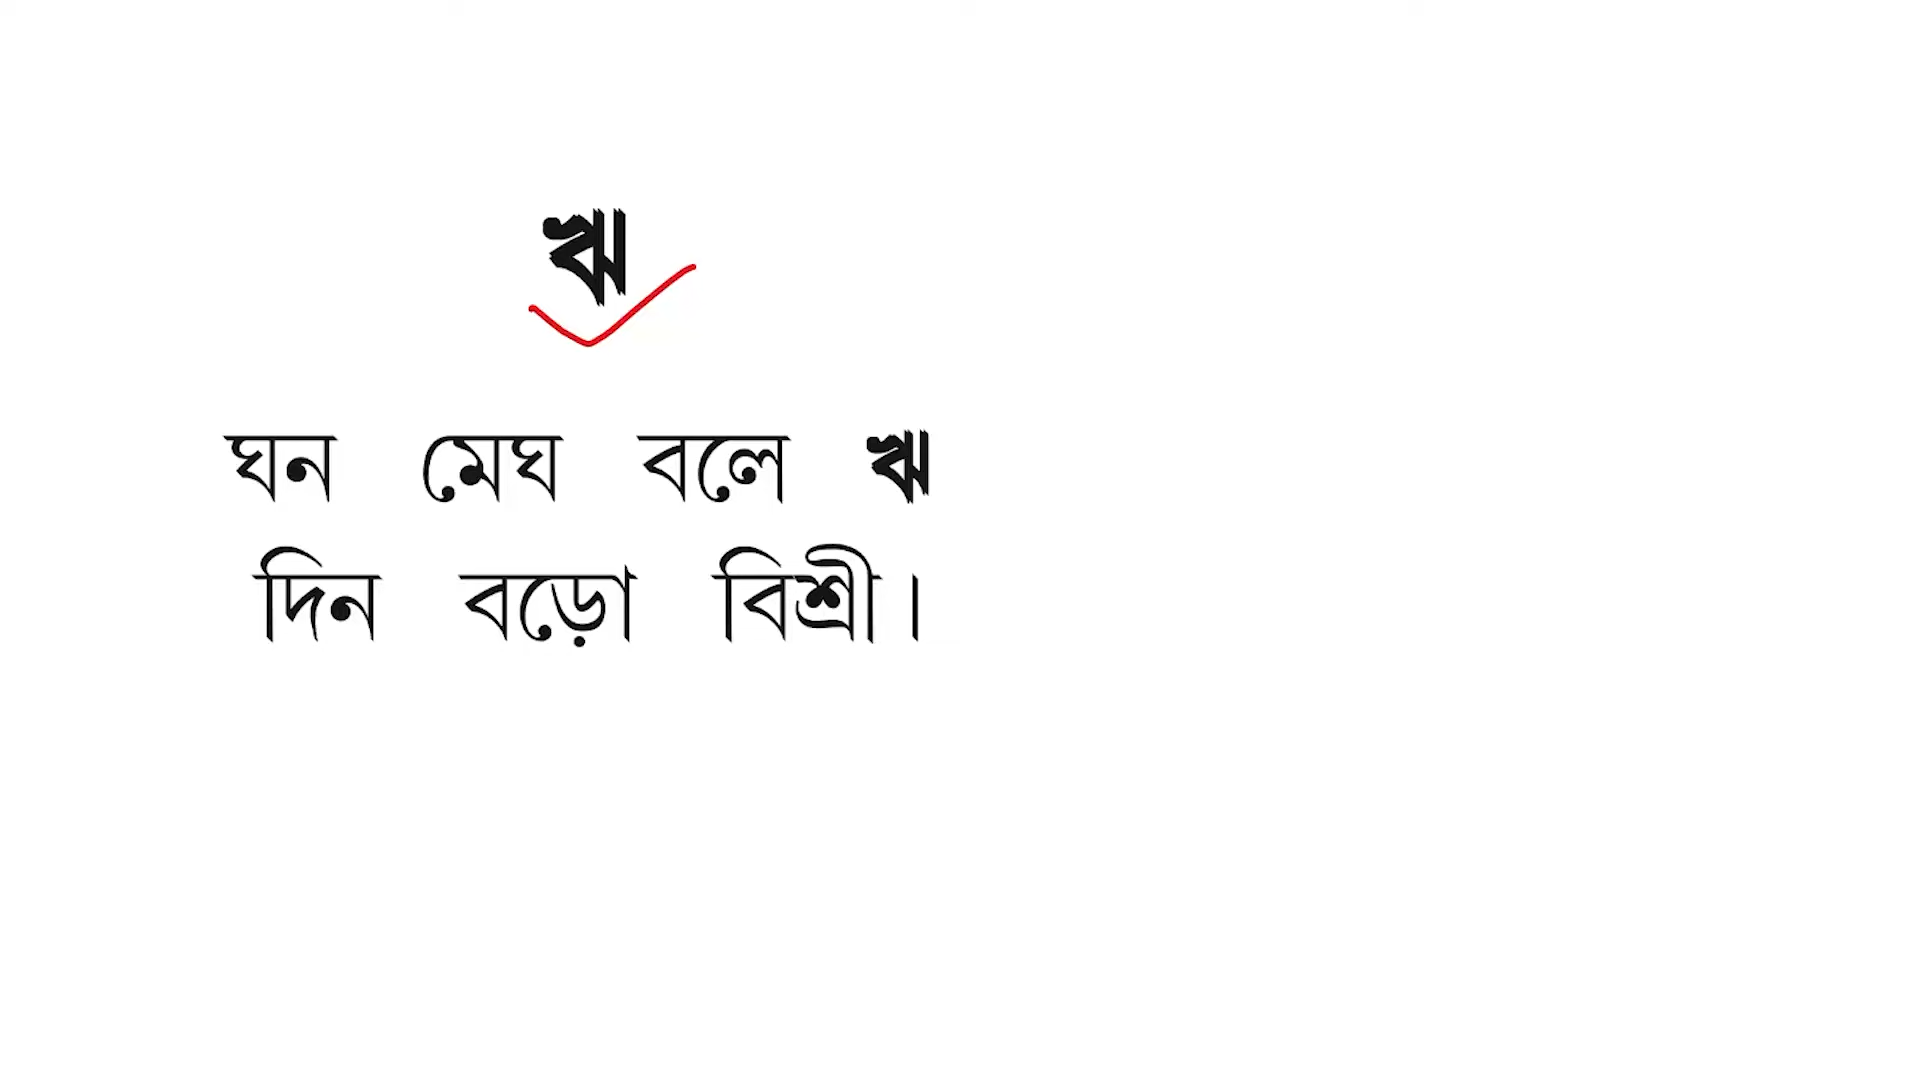 ঋ
ঘন মেঘ বলে ঋ
দিন বড়ো বিশ্রী।